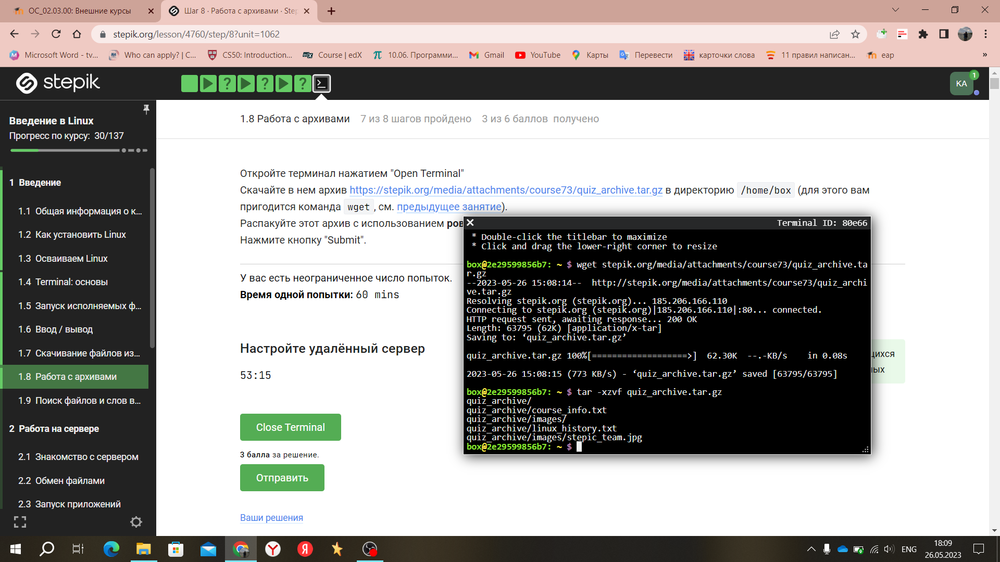 ОС_02.03.00: Внешние курсы
Шаг 8 · Работа с архивами · Step
stepik.org/lesson/4760/step/8?unit=1062
Microsoft Word - tv...
Who can apply? | C...
CS50: Introduction...
edX
Course | edX
10.06. Программи...
Gmail
YouTube
Карты
Перевести
карточки слова
11 правил написан...
eap
»
stepik
KA
1
Введение в Linux
Прогресс по курсу: 30/137
1 Введение
1.1 Общая информация о к...
1.2 Как установить Linux
1.3 Осваиваем Linux
1.4 Terminal: основы
1.5 Запуск исполняемых ф...
1.6 Ввод / вывод
1.7 Скачивание файлов из...
1.8 Работа с архивами
1.9 Поиск файлов и слов в...
2 Работа на сервере
2.1 Знакомство с сервером
2.2 Обмен файлами
2.3 Запуск приложений
1.8 Работа с архивами 7 из 8 шагов пройдено 3 из 6 баллов получено
Откройте терминал нажатием "Open Terminal"
Скачайте в нем архив https://stepik.org/media/attachments/course73/quiz_archive.tar.gz в директорию /home/box (для этого вам
пригодится команда wget, см. предыдущее занятие).
Распакуйте этот архив с использованием ров
Нажмите кнопку "Submit".
У вас есть неограниченное число попыток.
Время одной попытки: 60 mins
Настройте удалённый сервер
53:15
Close Terminal
3 балла за решение.
Отправить
Ваши решения
щихся
ных
Terminal ID: 80e66
* Double-click the titlebar to maximize
* Click and drag the lower-right corner to resize
box@2e29599856b7: ~ $ wget stepik.org/media/attachments/course73/quiz_archive.ta
r.gz
--2023-05-26 15:08:14-- http://stepik.org/media/attachments/course73/quiz_archi
ve.tar.gz
Resolving stepik.org (stepik.org)... 185.206.166.110
Connecting to stepik.org (stepik.org)|185.206.166.110|:80... connected.
HTTP request sent, awaiting response... 200 OK
Length: 63795 (62K) [application/x-tar]
Saving to: ‘quiz_archive.tar.gz’
quiz_archive.tar.gz 100%[===================>] 62.30K --.-KB/s in 0.08s
2023-05-26 15:08:15 (773 KB/s) - ‘quiz_archive.tar.gz’ saved [63795/63795]
box@2e29599856b7: ~ $ tar -xzvf quiz_archive.tar.gz
quiz_archive/
quiz_archive/course_info.txt
quiz_archive/images/
quiz_archive/linux_history.txt
quiz_archive/images/stepic_team.jpg
box@2e29599856b7: ~ $
ENG
18:09
26.05.2023